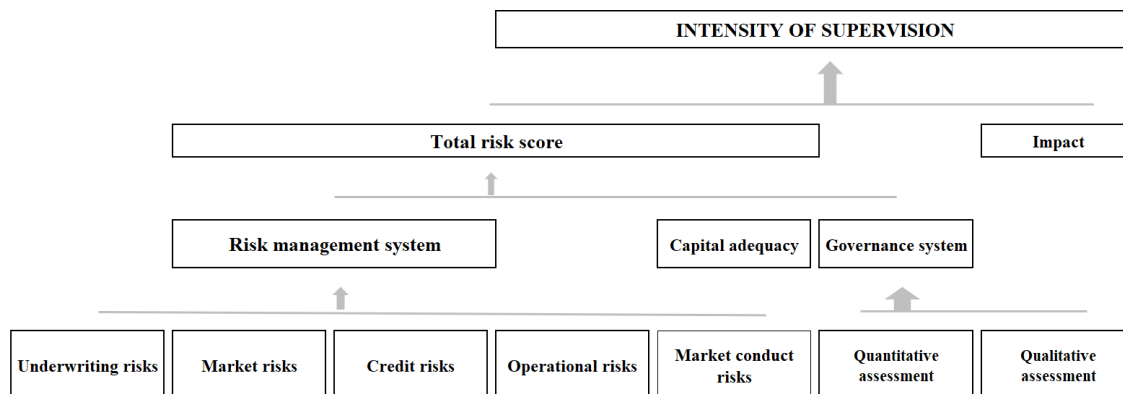 INTENSITY OF SUPERVISION
Total risk score
Impact
Risk management system
Capital adequacy
Governance system
Underwriting risks
Market risks
Credit risks
Operational risks
Market conduct
risks
Quantitative
assessment
Qualitative
assessment